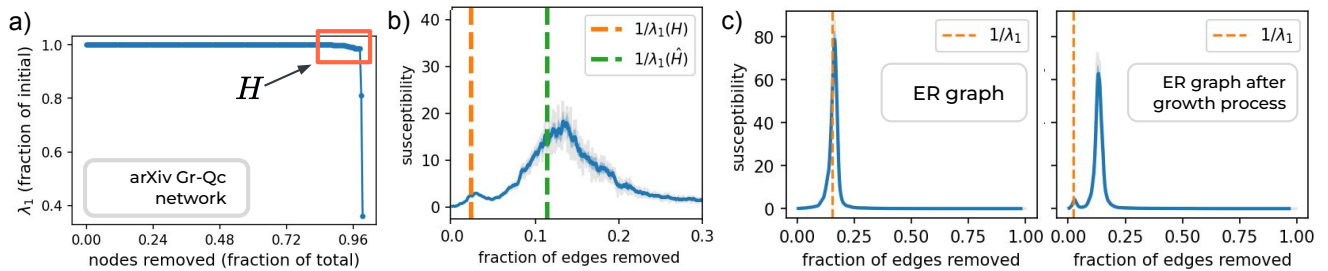 a)
λ₁ (fraction of initial)
1.0
0.8
0.6
0.4
H
arXiv Gr-Qc
network
0.00 0.24 0.48 0.72 0.96
nodes removed (fraction of total)
b)
susceptibility
40
30
20
10
0
1/λ₁(H)
1/λ₁(Ĥ)
0.0 0.1 0.2 0.3
fraction of edges removed
c)
susceptibility
80
60
40
20
0
1/λ₁
ER graph
0.00 0.25 0.50 0.75 1.00
fraction of edges removed
1/λ₁
ER graph after
growth process
0.00 0.25 0.50 0.75 1.00
fraction of edges removed